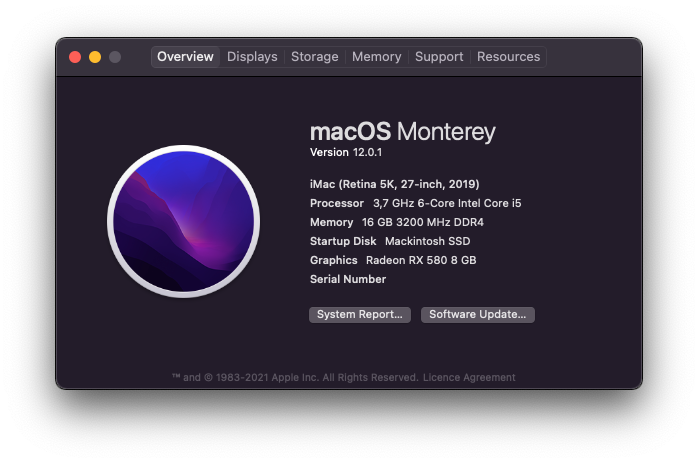 Overview Displays Storage Memory Support Resources
macOS Monterey
Version 12.0.1
iMac (Retina 5K, 27-inch, 2019)
Processor 3,7 GHz 6-Core Intel Core i5
Memory 16 GB 3200 MHz DDR4
Startup Disk Mackintosh SSD
Graphics Radeon RX 580 8 GB
Serial Number
System Report... Software Update...
™ and © 1983-2021 Apple Inc. All Rights Reserved. Licence Agreement